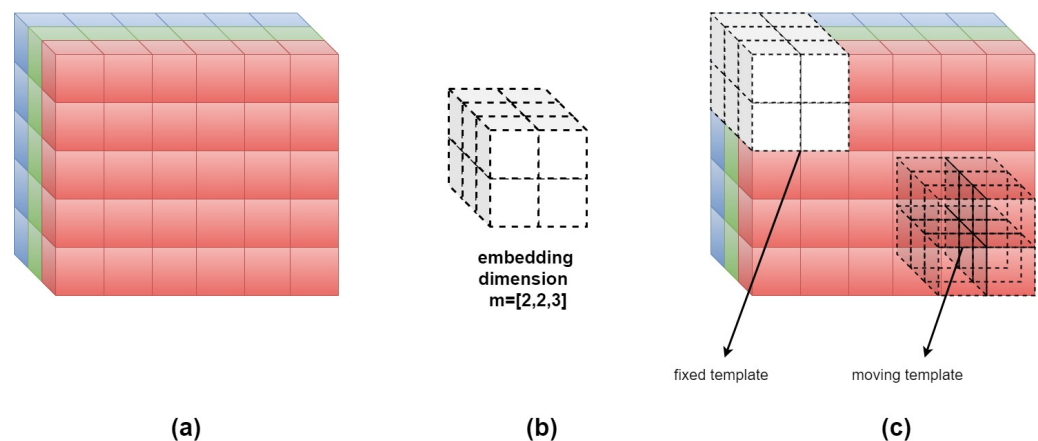 embedding
dimension
m=[2,2,3]
fixed template
moving template
(a)
(b)
(c)